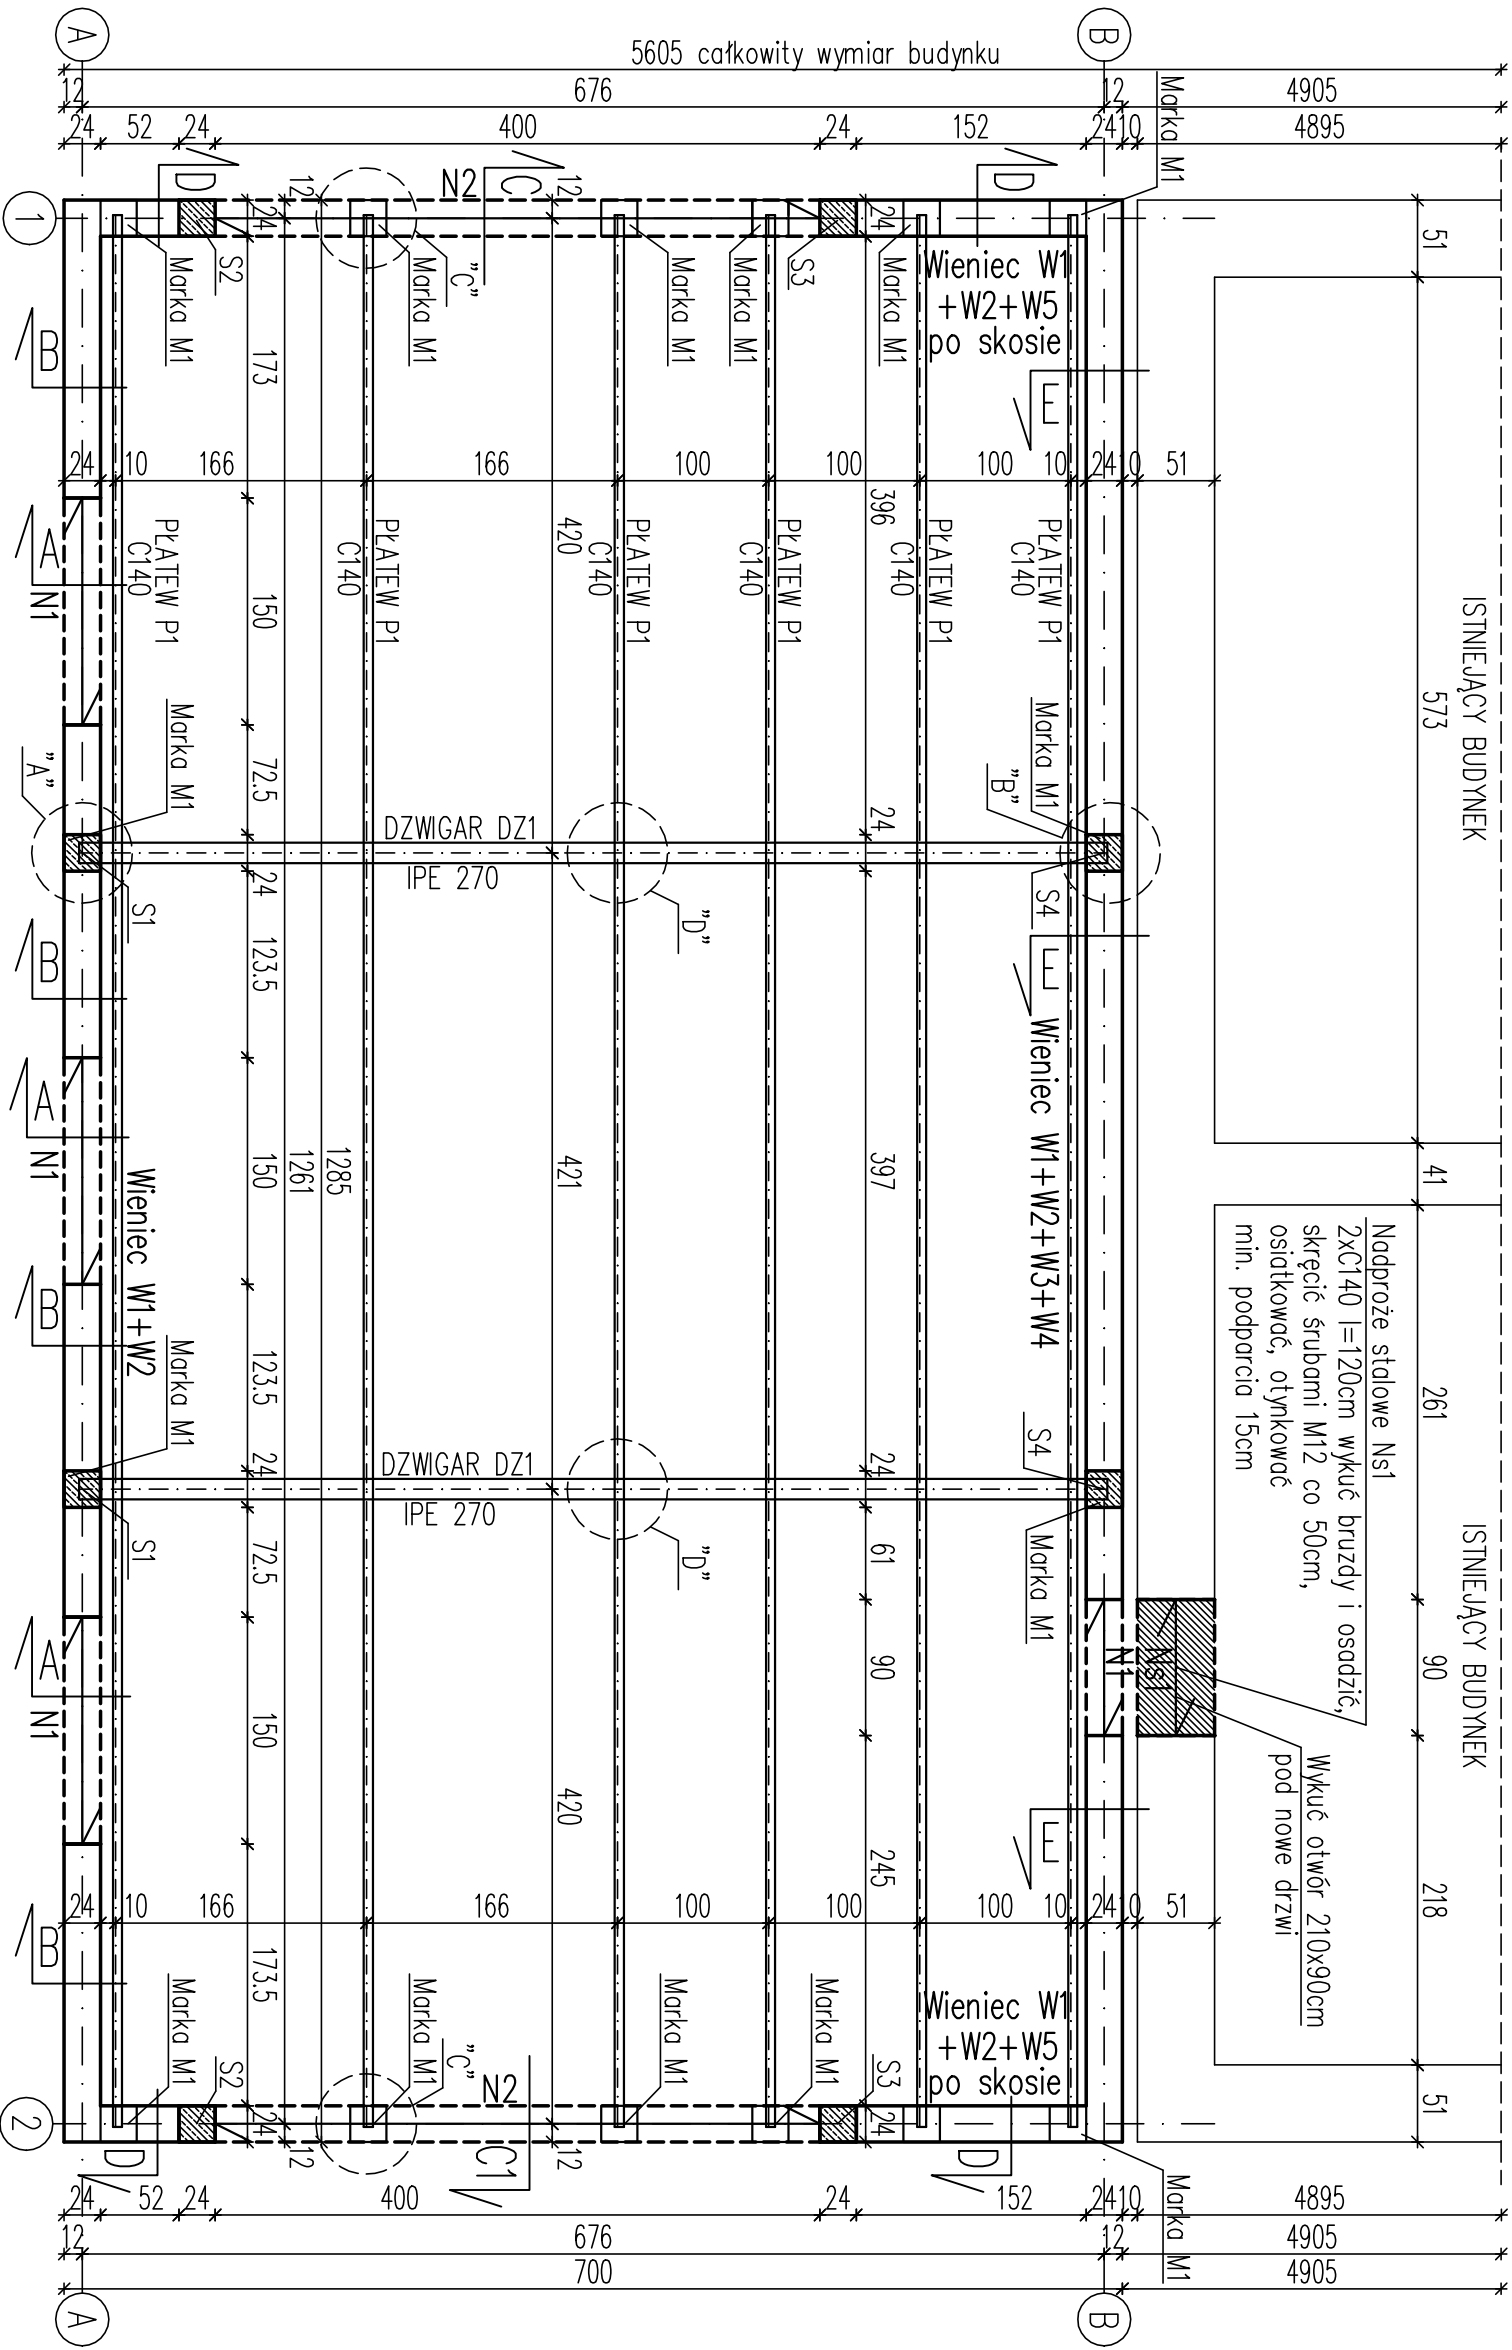 A
B
5605 całkowity wymiar budynku
12
676
12
4905
24
52
24
400
24
152
24
10
4895
Marka M1
D
N2
C
D
1
12
24
12
24
51
S2
Marka M1
"C"
Marka M1
Marka M1
Marka M1
S3
Marka M1
Wieniec W1
+W2+W5
po skosie
B
173
E
24
10
166
166
100
100
100
10
24
10
51
396
420
A
N1
PŁATEW P1
C140
PŁATEW P1
C140
PŁATEW P1
C140
PŁATEW P1
C140
PŁATEW P1
C140
PŁATEW P1
C140
150
ISTNIEJĄCY BUDYNEK
573
Marka M1
72.5
"A"
Marka M1
"B"
24
DZWIGAR DZ1
IPE 270
24
S1
"D"
S4
B
123.5
E
Wieniec W1+W2+W3+W4
A
N1
150
1261
1285
421
397
41
Wieniec W1+W2
B
Nadproże stalowe Ns1
2xC140 l=120cm wykuć bruzdy i osadzić,
skręcić śrubami M12 co 50cm,
osiatkować, otynkować
min. podparcia 15cm
261
Marka M1
123.5
S4
24
24
DZWIGAR DZ1
IPE 270
S1
"D"
72.5
61
Marka M1
ISTNIEJĄCY BUDYNEK
A
N1
150
90
N1
Ns1
90
Wykuć otwór 210x90cm
pod nowe drzwi
420
245
E
218
24
10
166
166
100
100
100
10
24
10
51
B
173.5
Marka M1
S2
Marka M1
"C"
N2
Marka M1
Marka M1
S3
Wieniec W1
+W2+W5
po skosie
51
2
24
12
12
24
D
C1
D
Marka M1
24
52
24
400
24
152
24
10
4895
12
676
12
4905
700
4905
A
B